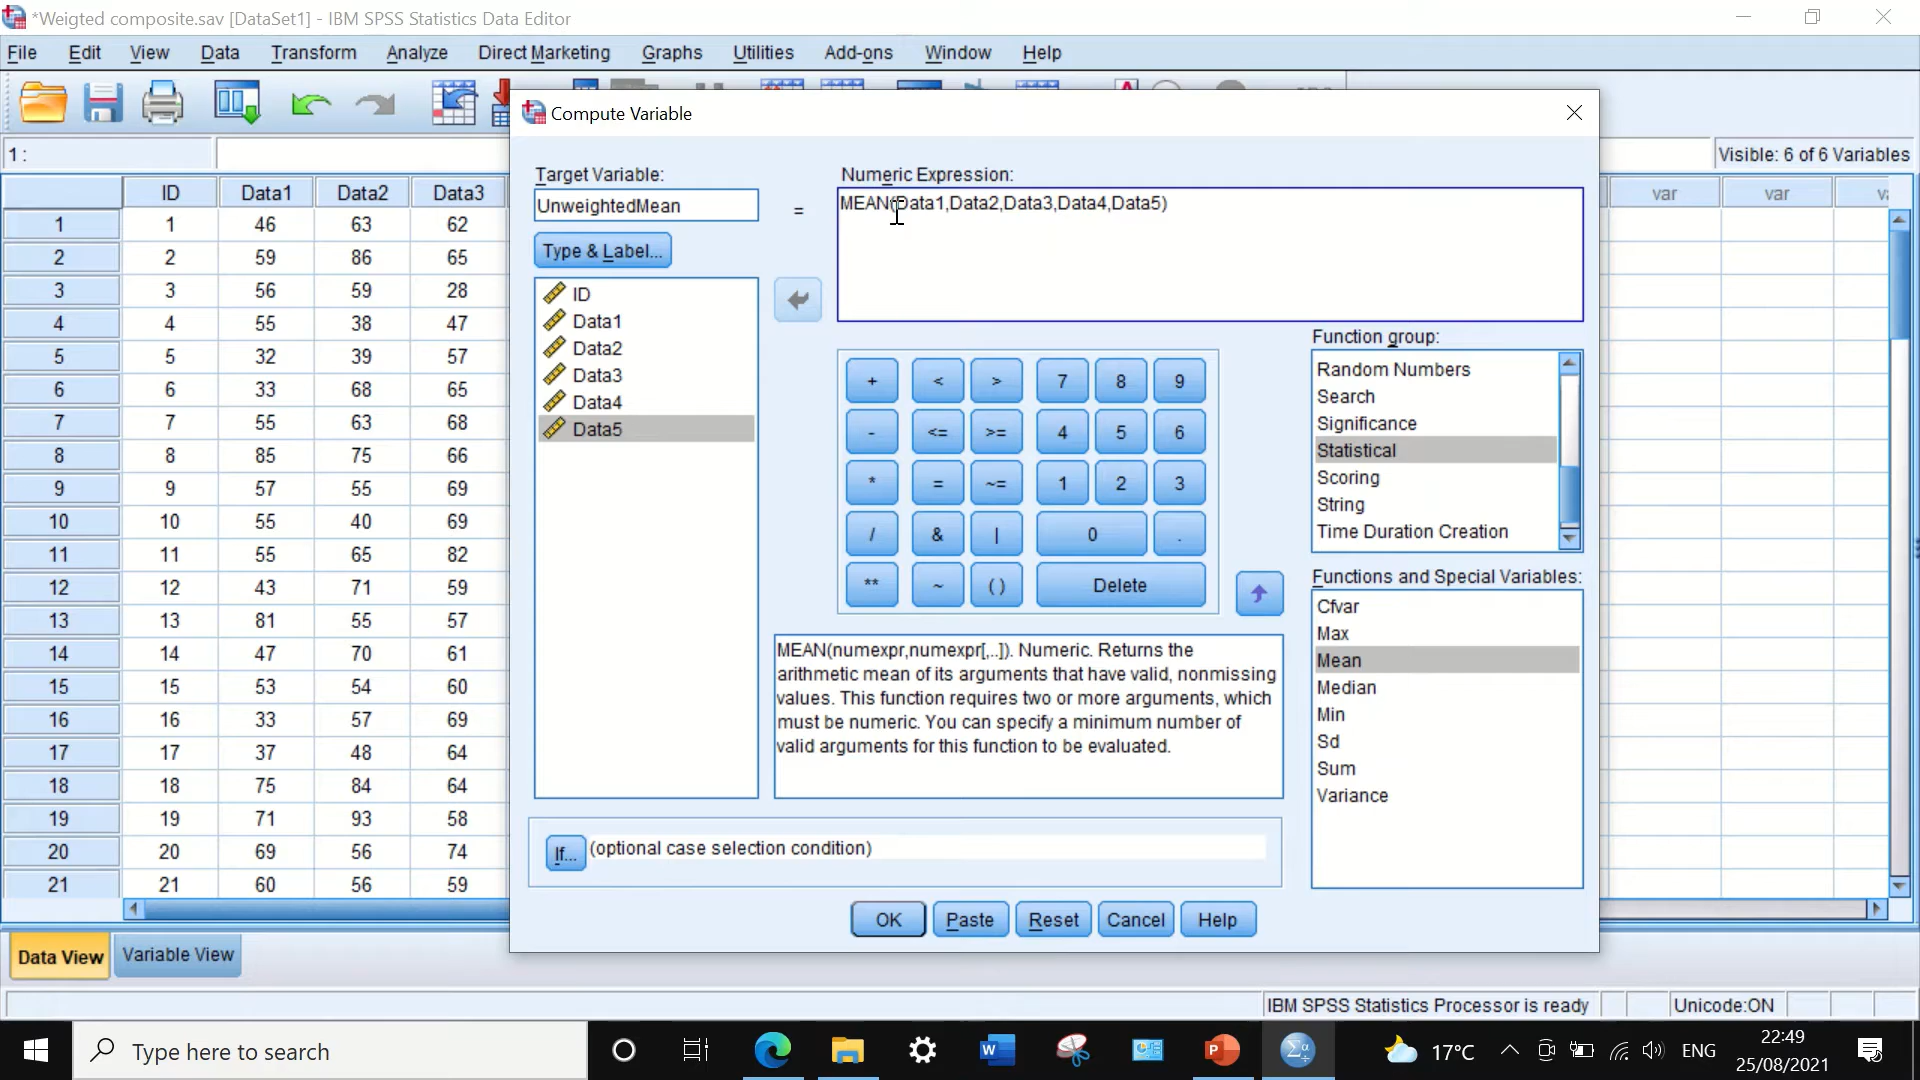 *Weigted composite.sav [DataSet1] - IBM SPSS Statistics Data Editor
File Edit View Data Transform Analyze Direct Marketing Graphs Utilities Add-ons Window Help
Compute Variable
1 :
Visible: 6 of 6 Variables
Target Variable:
UnweightedMean
=
Numeric Expression:
MEAN(Data1,Data2,Data3,Data4,Data5)
Type & Label...
ID
Data1
Data2
Data3
Data4
Data5
ID Data1 Data2 Data3 var var
1 1 46 63 62
2 2 59 86 65
3 3 56 59 28
4 4 55 38 47
5 5 32 39 57
6 6 33 68 65
7 7 55 63 68
8 8 85 75 66
9 9 57 55 69
10 10 55 40 69
11 11 55 65 82
12 12 43 71 59
13 13 81 55 57
14 14 47 70 61
15 15 53 54 60
16 16 33 57 69
17 17 37 48 64
18 18 75 84 64
19 19 71 93 58
20 20 69 56 74
21 21 60 56 59
+ < > 7 8 9
- <= >= 4 5 6
* = ~= 1 2 3
/ & | 0 .
** ~ ( ) Delete
Function group:
Random Numbers
Search
Significance
Statistical
Scoring
String
Time Duration Creation
Functions and Special Variables:
Cfvar
Max
Mean
Median
Min
Sd
Sum
Variance
MEAN(numexpr,numexpr[,..]). Numeric. Returns the
arithmetic mean of its arguments that have valid, nonmissing
values. This function requires two or more arguments, which
must be numeric. You can specify a minimum number of
valid arguments for this function to be evaluated.
If... (optional case selection condition)
OK Paste Reset Cancel Help
Data View Variable View
IBM SPSS Statistics Processor is ready Unicode:ON
Type here to search
17°C ENG
22:49
25/08/2021